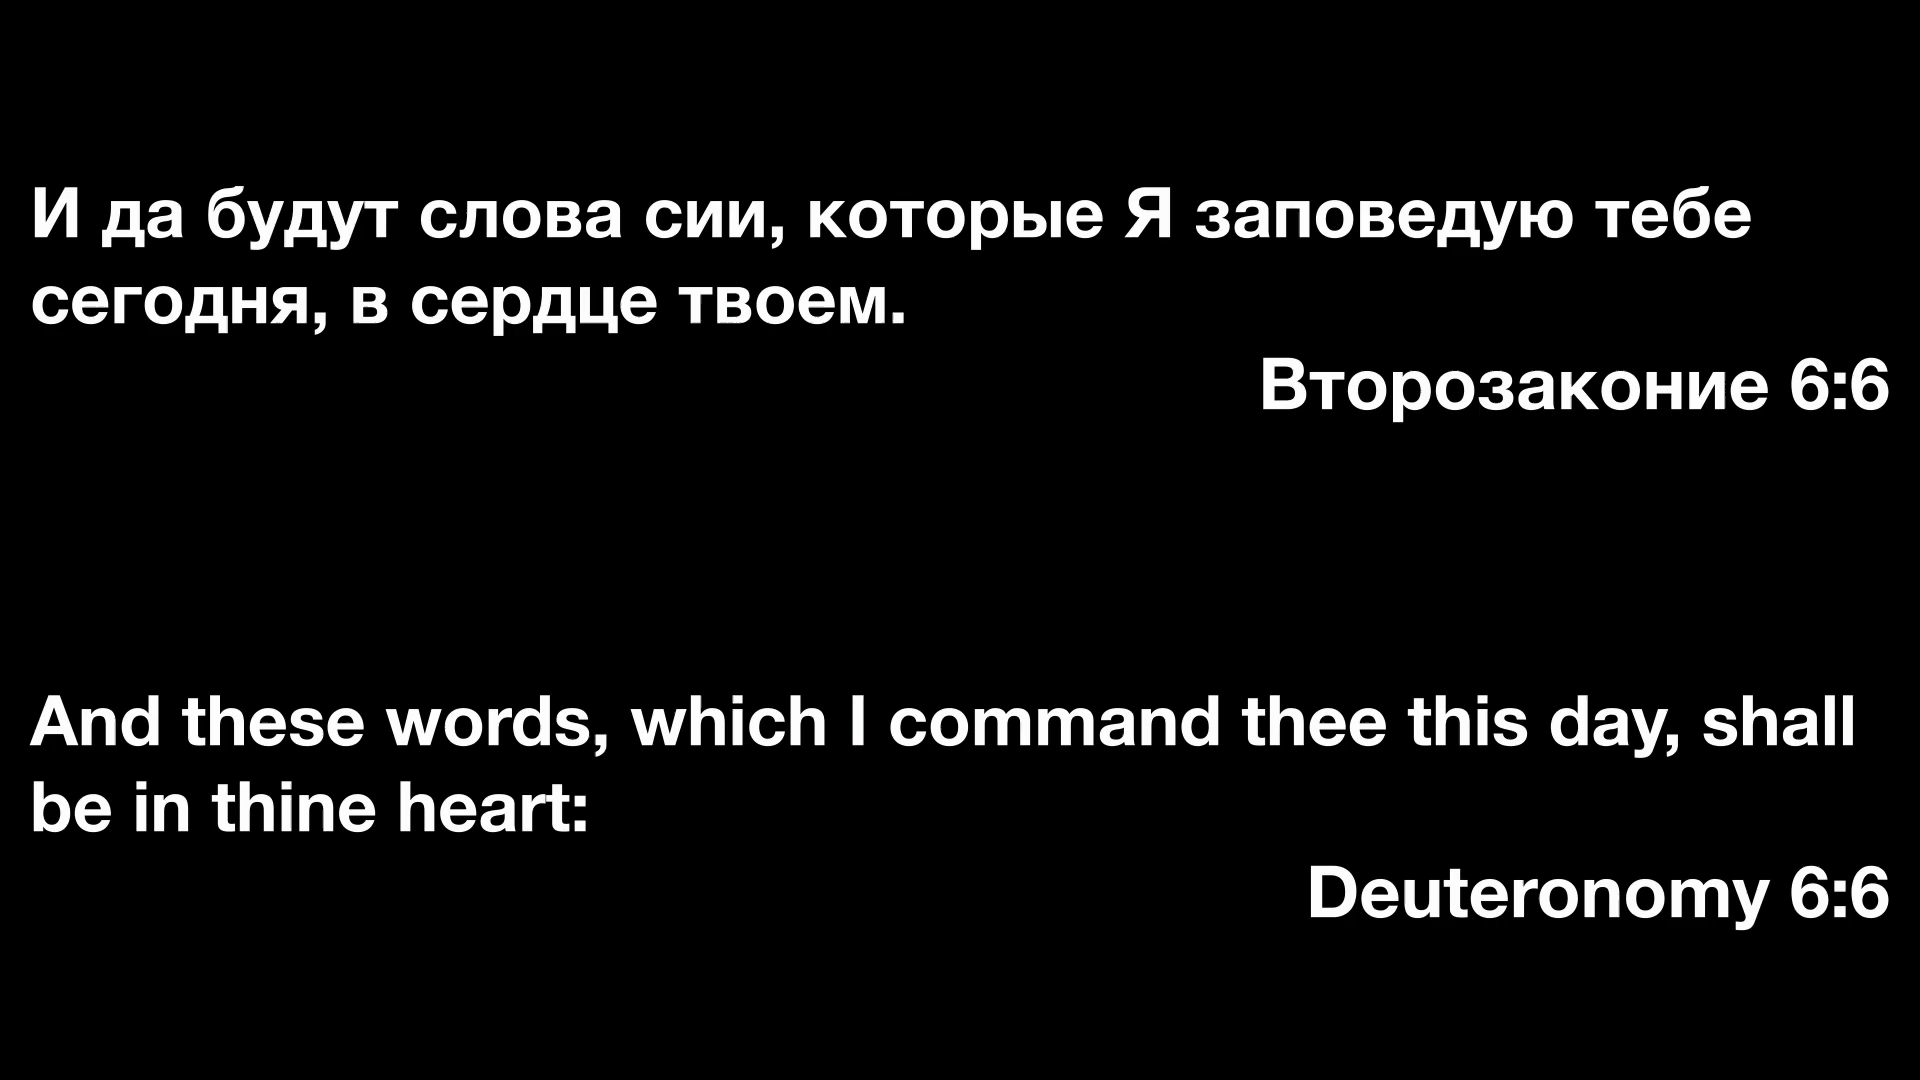 И да будут слова сии, которые Я заповедую тебе
сегодня, в сердце твоем.
Второзаконие 6:6
And these words, which I command thee this day, shall
be in thine heart:
Deuteronomy 6:6